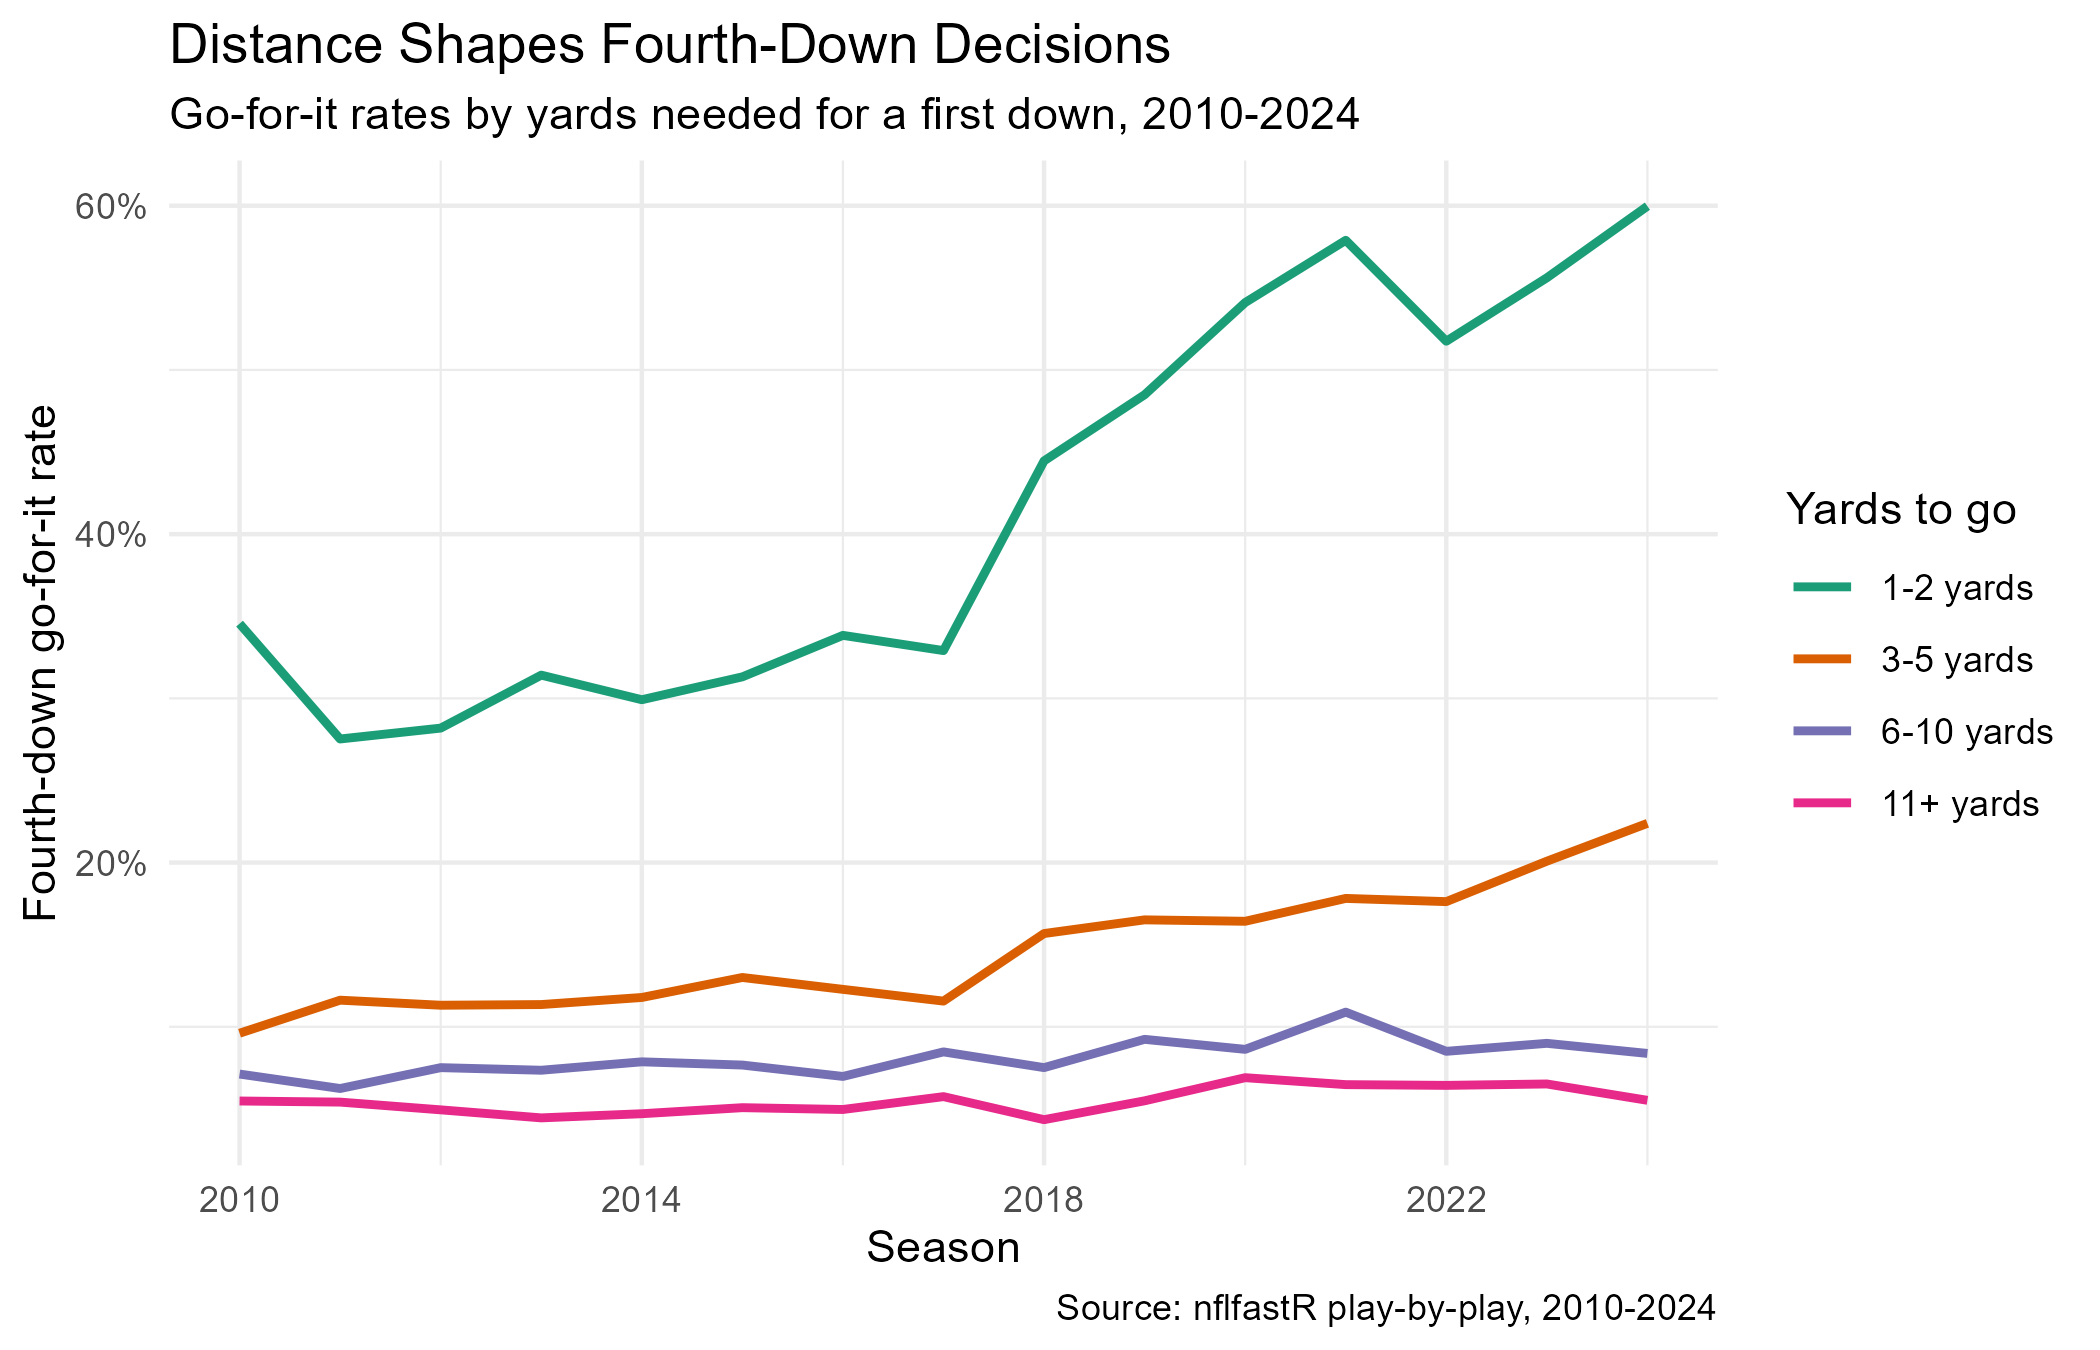 Distance Shapes Fourth-Down Decisions
Go-for-it rates by yards needed for a first down, 2010-2024
Fourth-down go-for-it rate
60%
40%
20%
2010
2014
2018
2022
Season
Yards to go
1-2 yards
3-5 yards
6-10 yards
11+ yards
Source: nflfastR play-by-play, 2010-2024